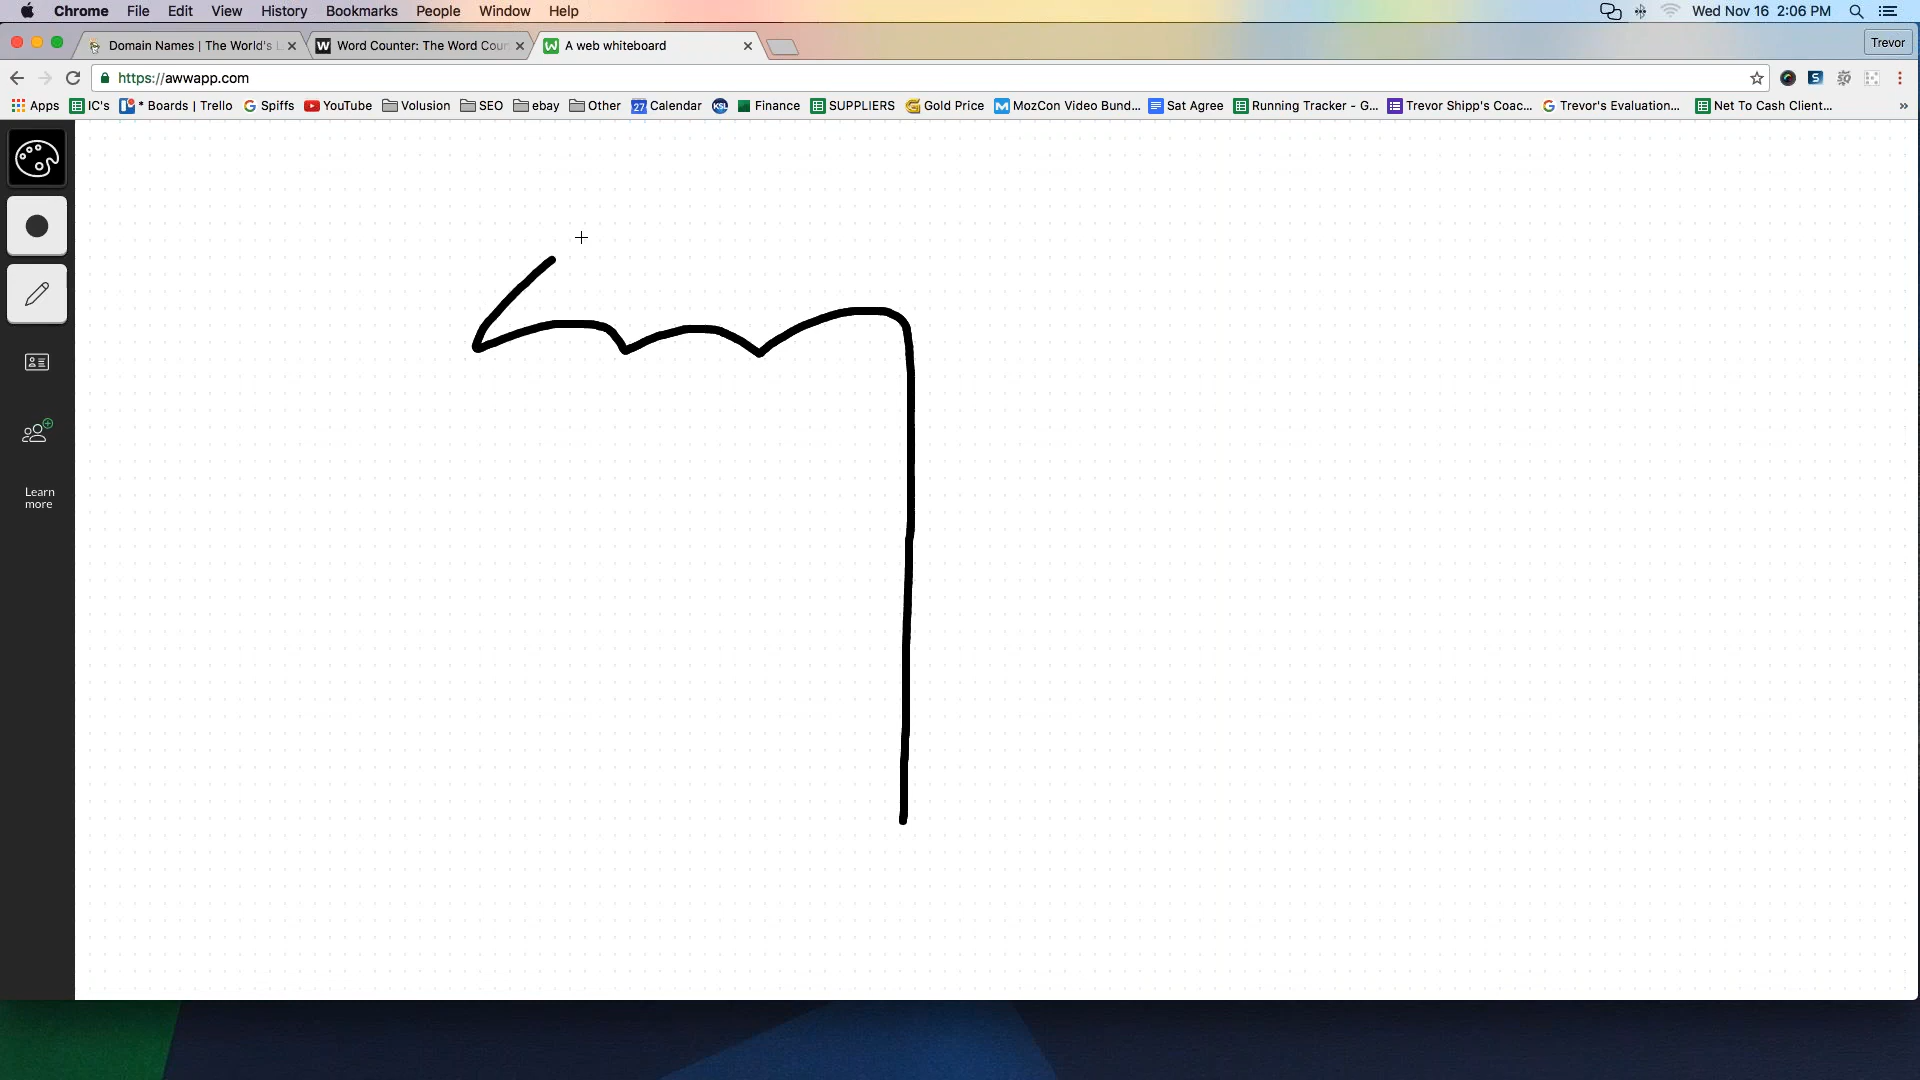 Chrome File Edit View History Bookmarks People Window Help Wed Nov 16 2:06 PM
Domain Names | The World's L Word Counter: The Word Coun A web whiteboard Trevor
https://awwapp.com
Apps IC's * Boards | Trello Spiffs YouTube Volusion SEO ebay Other 27 Calendar KSL Finance SUPPLIERS Gold Price MozCon Video Bund... Sat Agree Running Tracker - G... Trevor Shipp's Coac... Trevor's Evaluation... Net To Cash Client... »
Learn
more